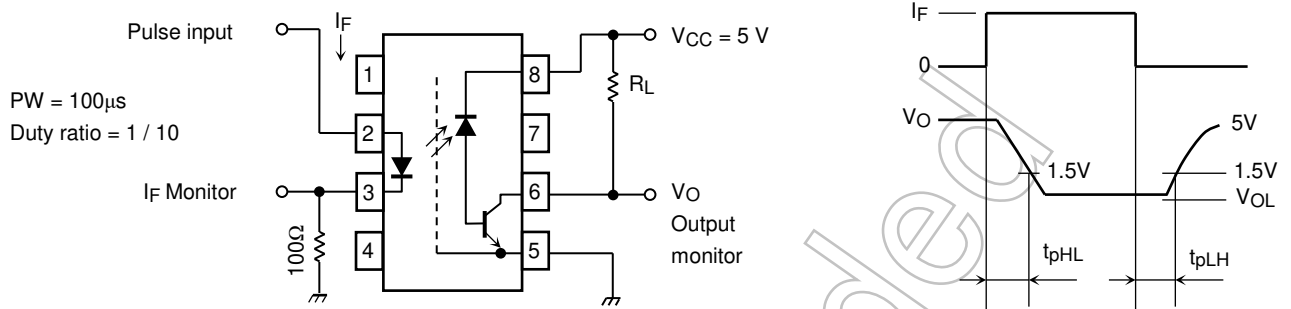 Pulse input
IF
VCC = 5 V
PW = 100μs
Duty ratio = 1 / 10
RL
1
2
3
4
8
7
6
5
IF Monitor
100Ω
VO
Output
monitor
IF
0
VO
5V
1.5V
1.5V
VOL
tpHL
tpLH
ded